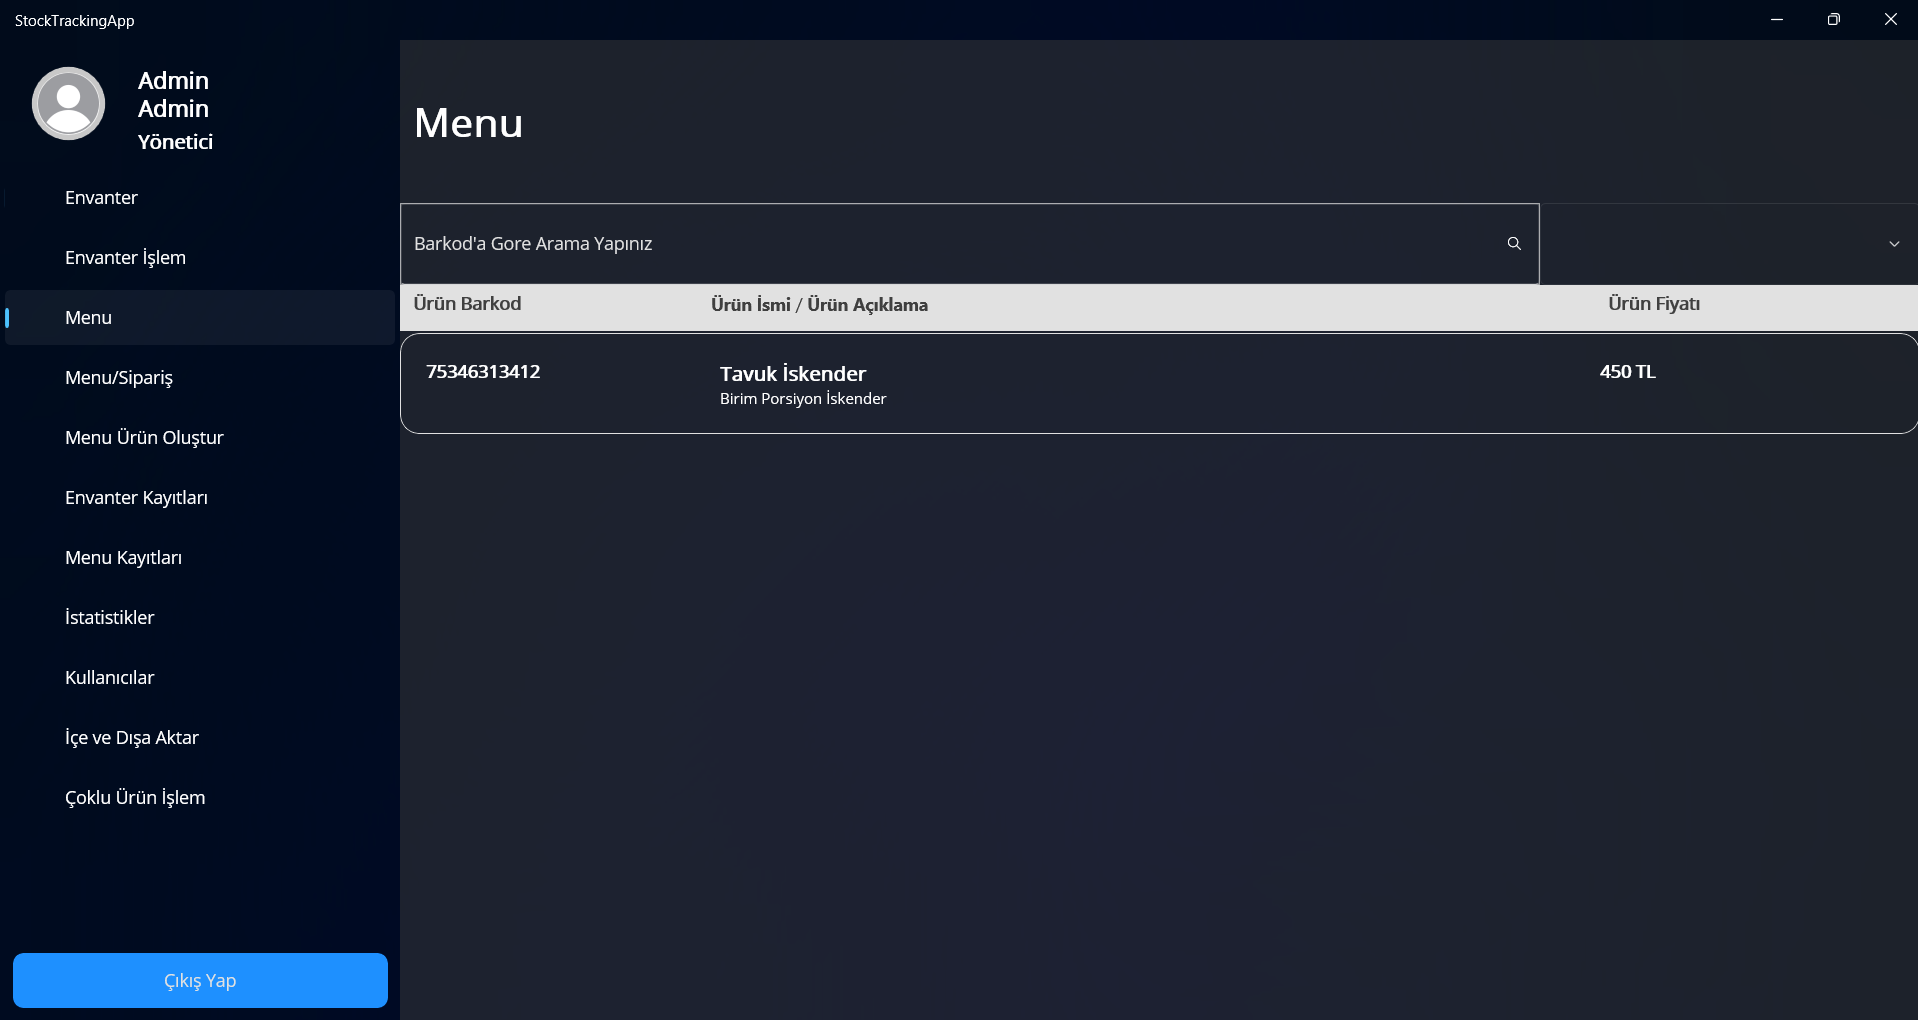 StockTrackingApp
Admin
Admin
Yönetici
Envanter
Envanter İşlem
Menu
Menu/Sipariş
Menu Ürün Oluştur
Envanter Kayıtları
Menu Kayıtları
İstatistikler
Kullanıcılar
İçe ve Dışa Aktar
Çoklu Ürün İşlem
Çıkış Yap
Menu
Barkod'a Gore Arama Yapınız
Ürün Barkod Ürün İsmi / Ürün Açıklama Ürün Fiyatı
75346313412 Tavuk İskender 450 TL
Birim Porsiyon İskender